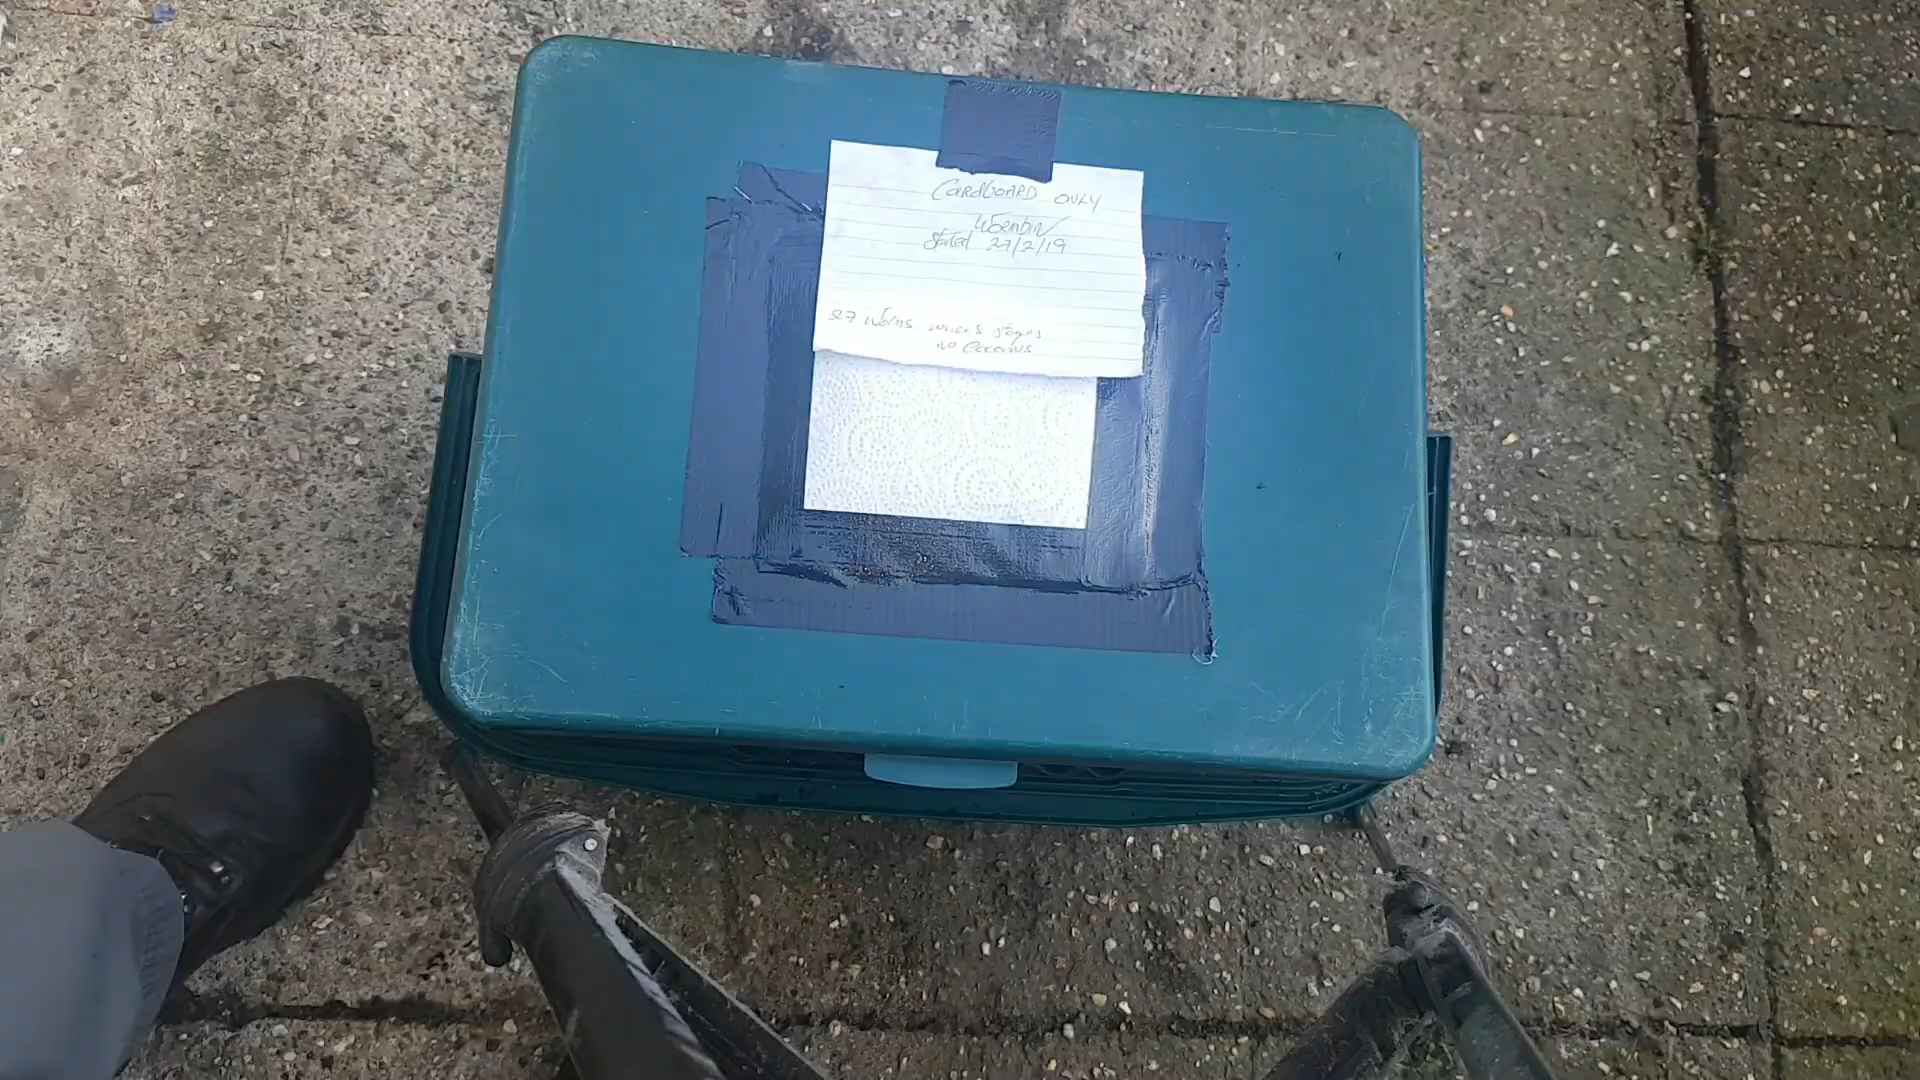 CARDBOARD ONLY
WORMBIN
Started 27/2/19
27 Worms
no Cocoons